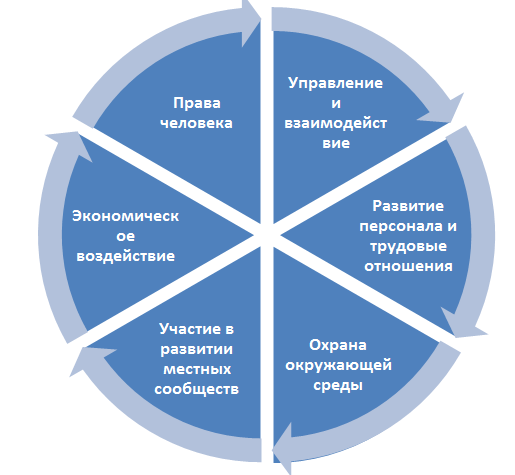 Права
человека
Управление
и
взаимодейст
вие
Развитие
персонала и
трудовые
отношения
Охрана
окружающей
среды
Участие в
развитии
местных
сообществ
Экономическ
ое
воздействие